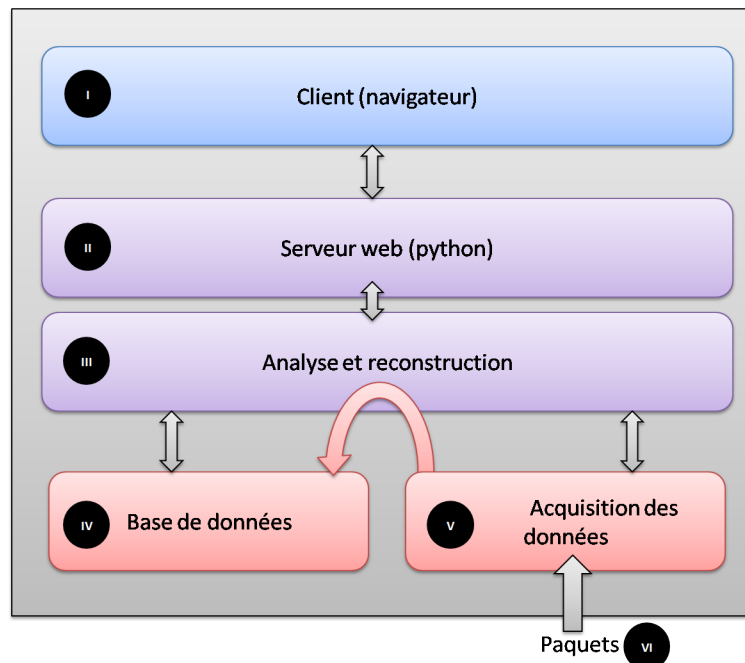 I
Client (navigateur)
II
Serveur web (python)
III
Analyse et reconstruction
IV
Base de données
V
Acquisition des
données
Paquets
VI